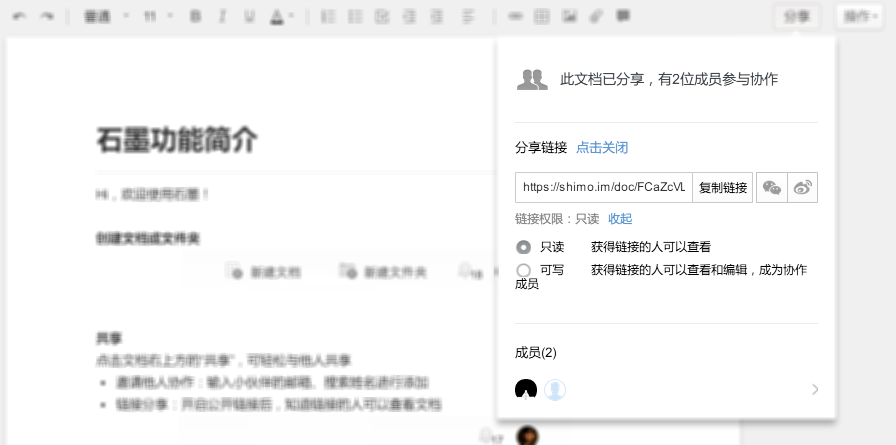 普通 11 B I U A 分享 操作
此文档已分享，有2位成员参与协作
石墨功能简介
分享链接 点击关闭
https://shimo.im/doc/FCaZcVL 复制链接
Hi，欢迎使用石墨！
链接权限：只读 收起
创建文档或文件夹
只读 获得链接的人可以查看
可写 获得链接的人可以查看和编辑，成为协作
成员
新建文档 新建文件夹 18
共享
点击文档右上方的“共享”，可轻松与他人共享
成员(2)
邀请他人协作：输入小伙伴的邮箱、搜索姓名进行添加
链接分享：开启公开链接后，知道链接的人可以查看文档
17